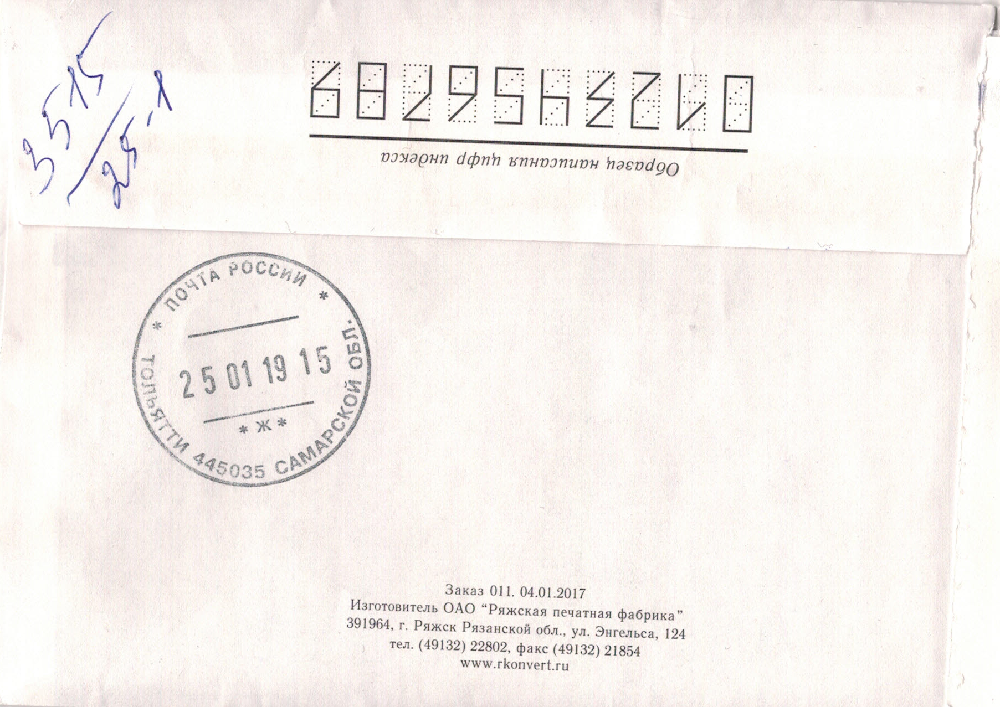 3515
25-1
0123456789
Образец написания цифр индекса
* ПОЧТА РОССИИ *
25 01 19 15
* Ж *
ТОЛЬЯТТИ 445035 САМАРСКОЙ ОБЛ.
Заказ 011. 04.01.2017
Изготовитель ОАО “Ряжская печатная фабрика”
391964, г. Ряжск Рязанской обл., ул. Энгельса, 124
тел. (49132) 22802, факс (49132) 21854
www.rkonvert.ru